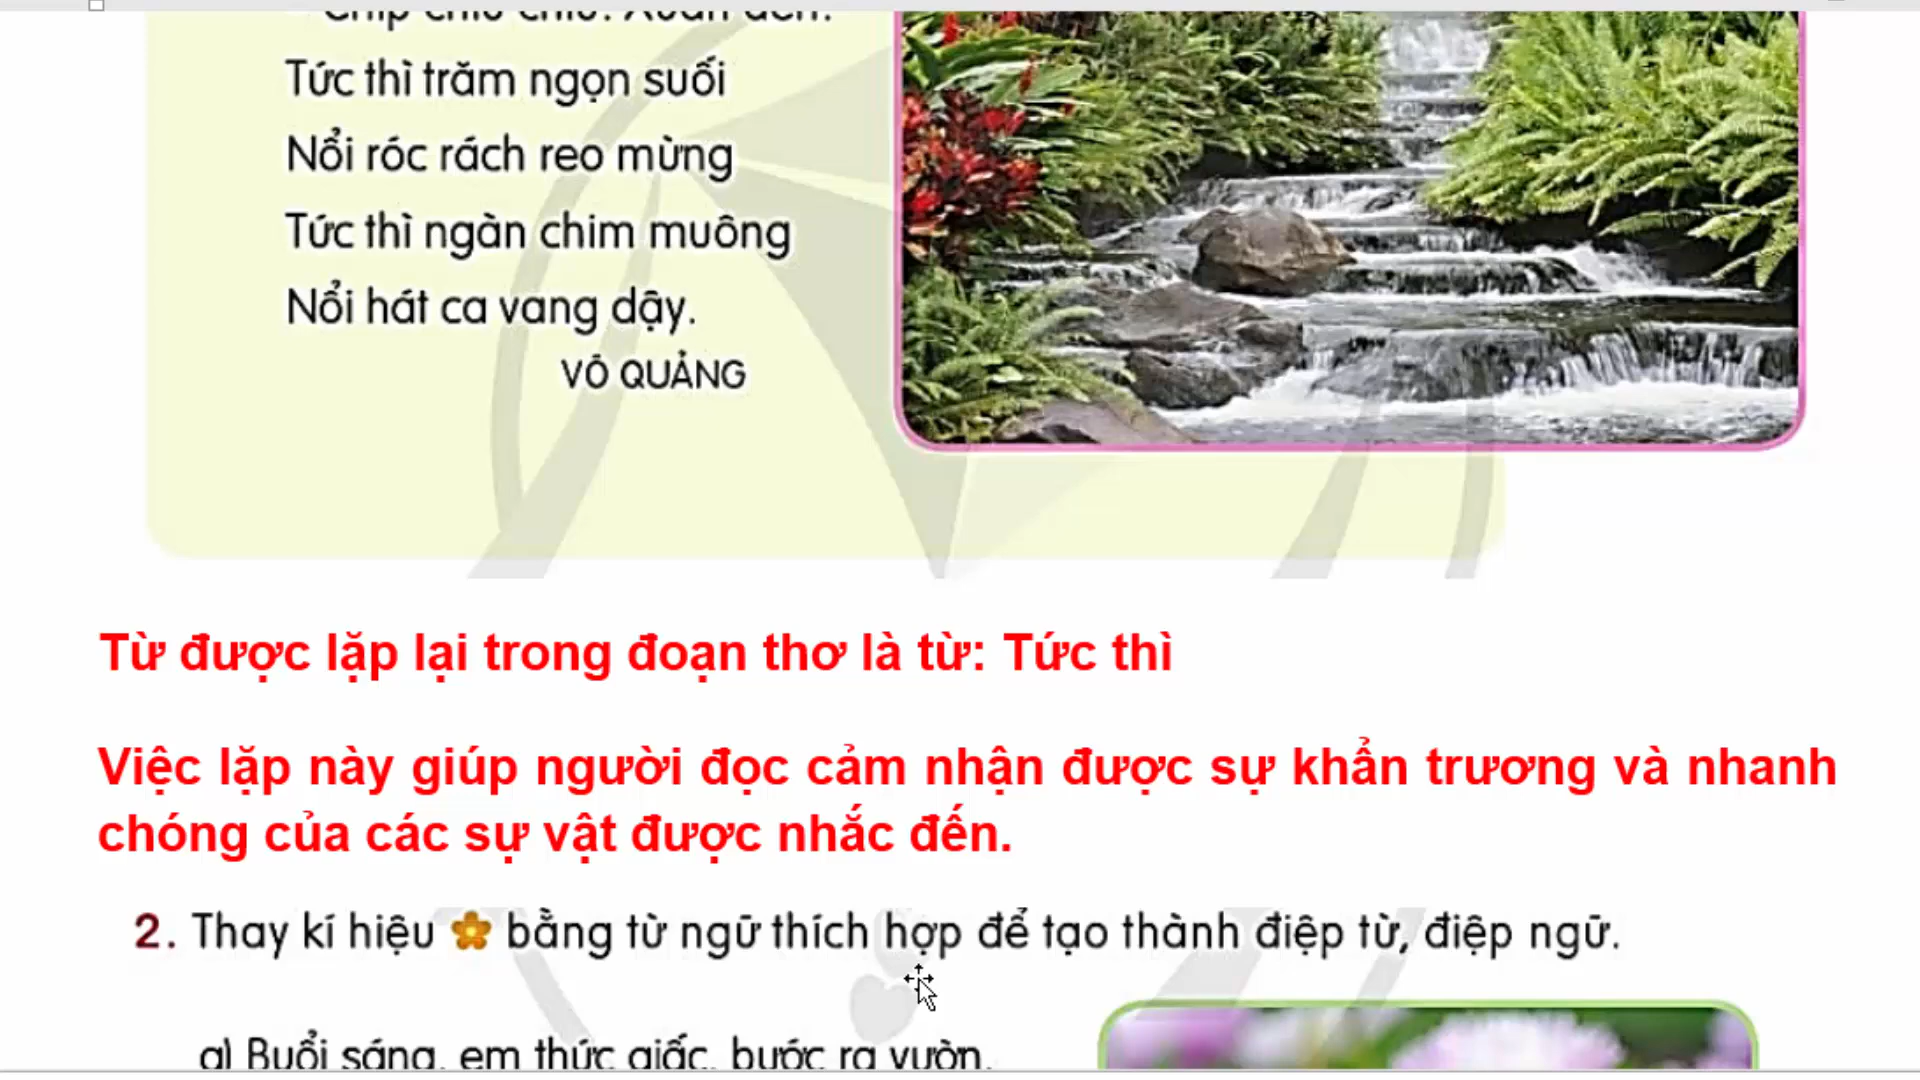 Tức thì trăm ngọn suối
Nổi róc rách reo mừng
Tức thì ngàn chim muông
Nổi hát ca vang dậy.
VÕ QUẢNG
Từ được lặp lại trong đoạn thơ là từ: Tức thì
Việc lặp này giúp người đọc cảm nhận được sự khẩn trương và nhanh
chóng của các sự vật được nhắc đến.
2. Thay kí hiệu bằng từ ngữ thích hợp để tạo thành điệp từ, điệp ngữ.
a) Buổi sáng, em thức giấc, bước ra vườn,